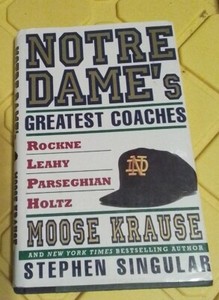 NOTRE
DAME's
GREATEST COACHES
ROCKNE
LEAHY
PARSEGHIAN
HOLTZ
ND
MOOSE KRAUSE
AND NEW YORK TIMES BESTSELLING AUTHOR
STEPHEN SINGULAR